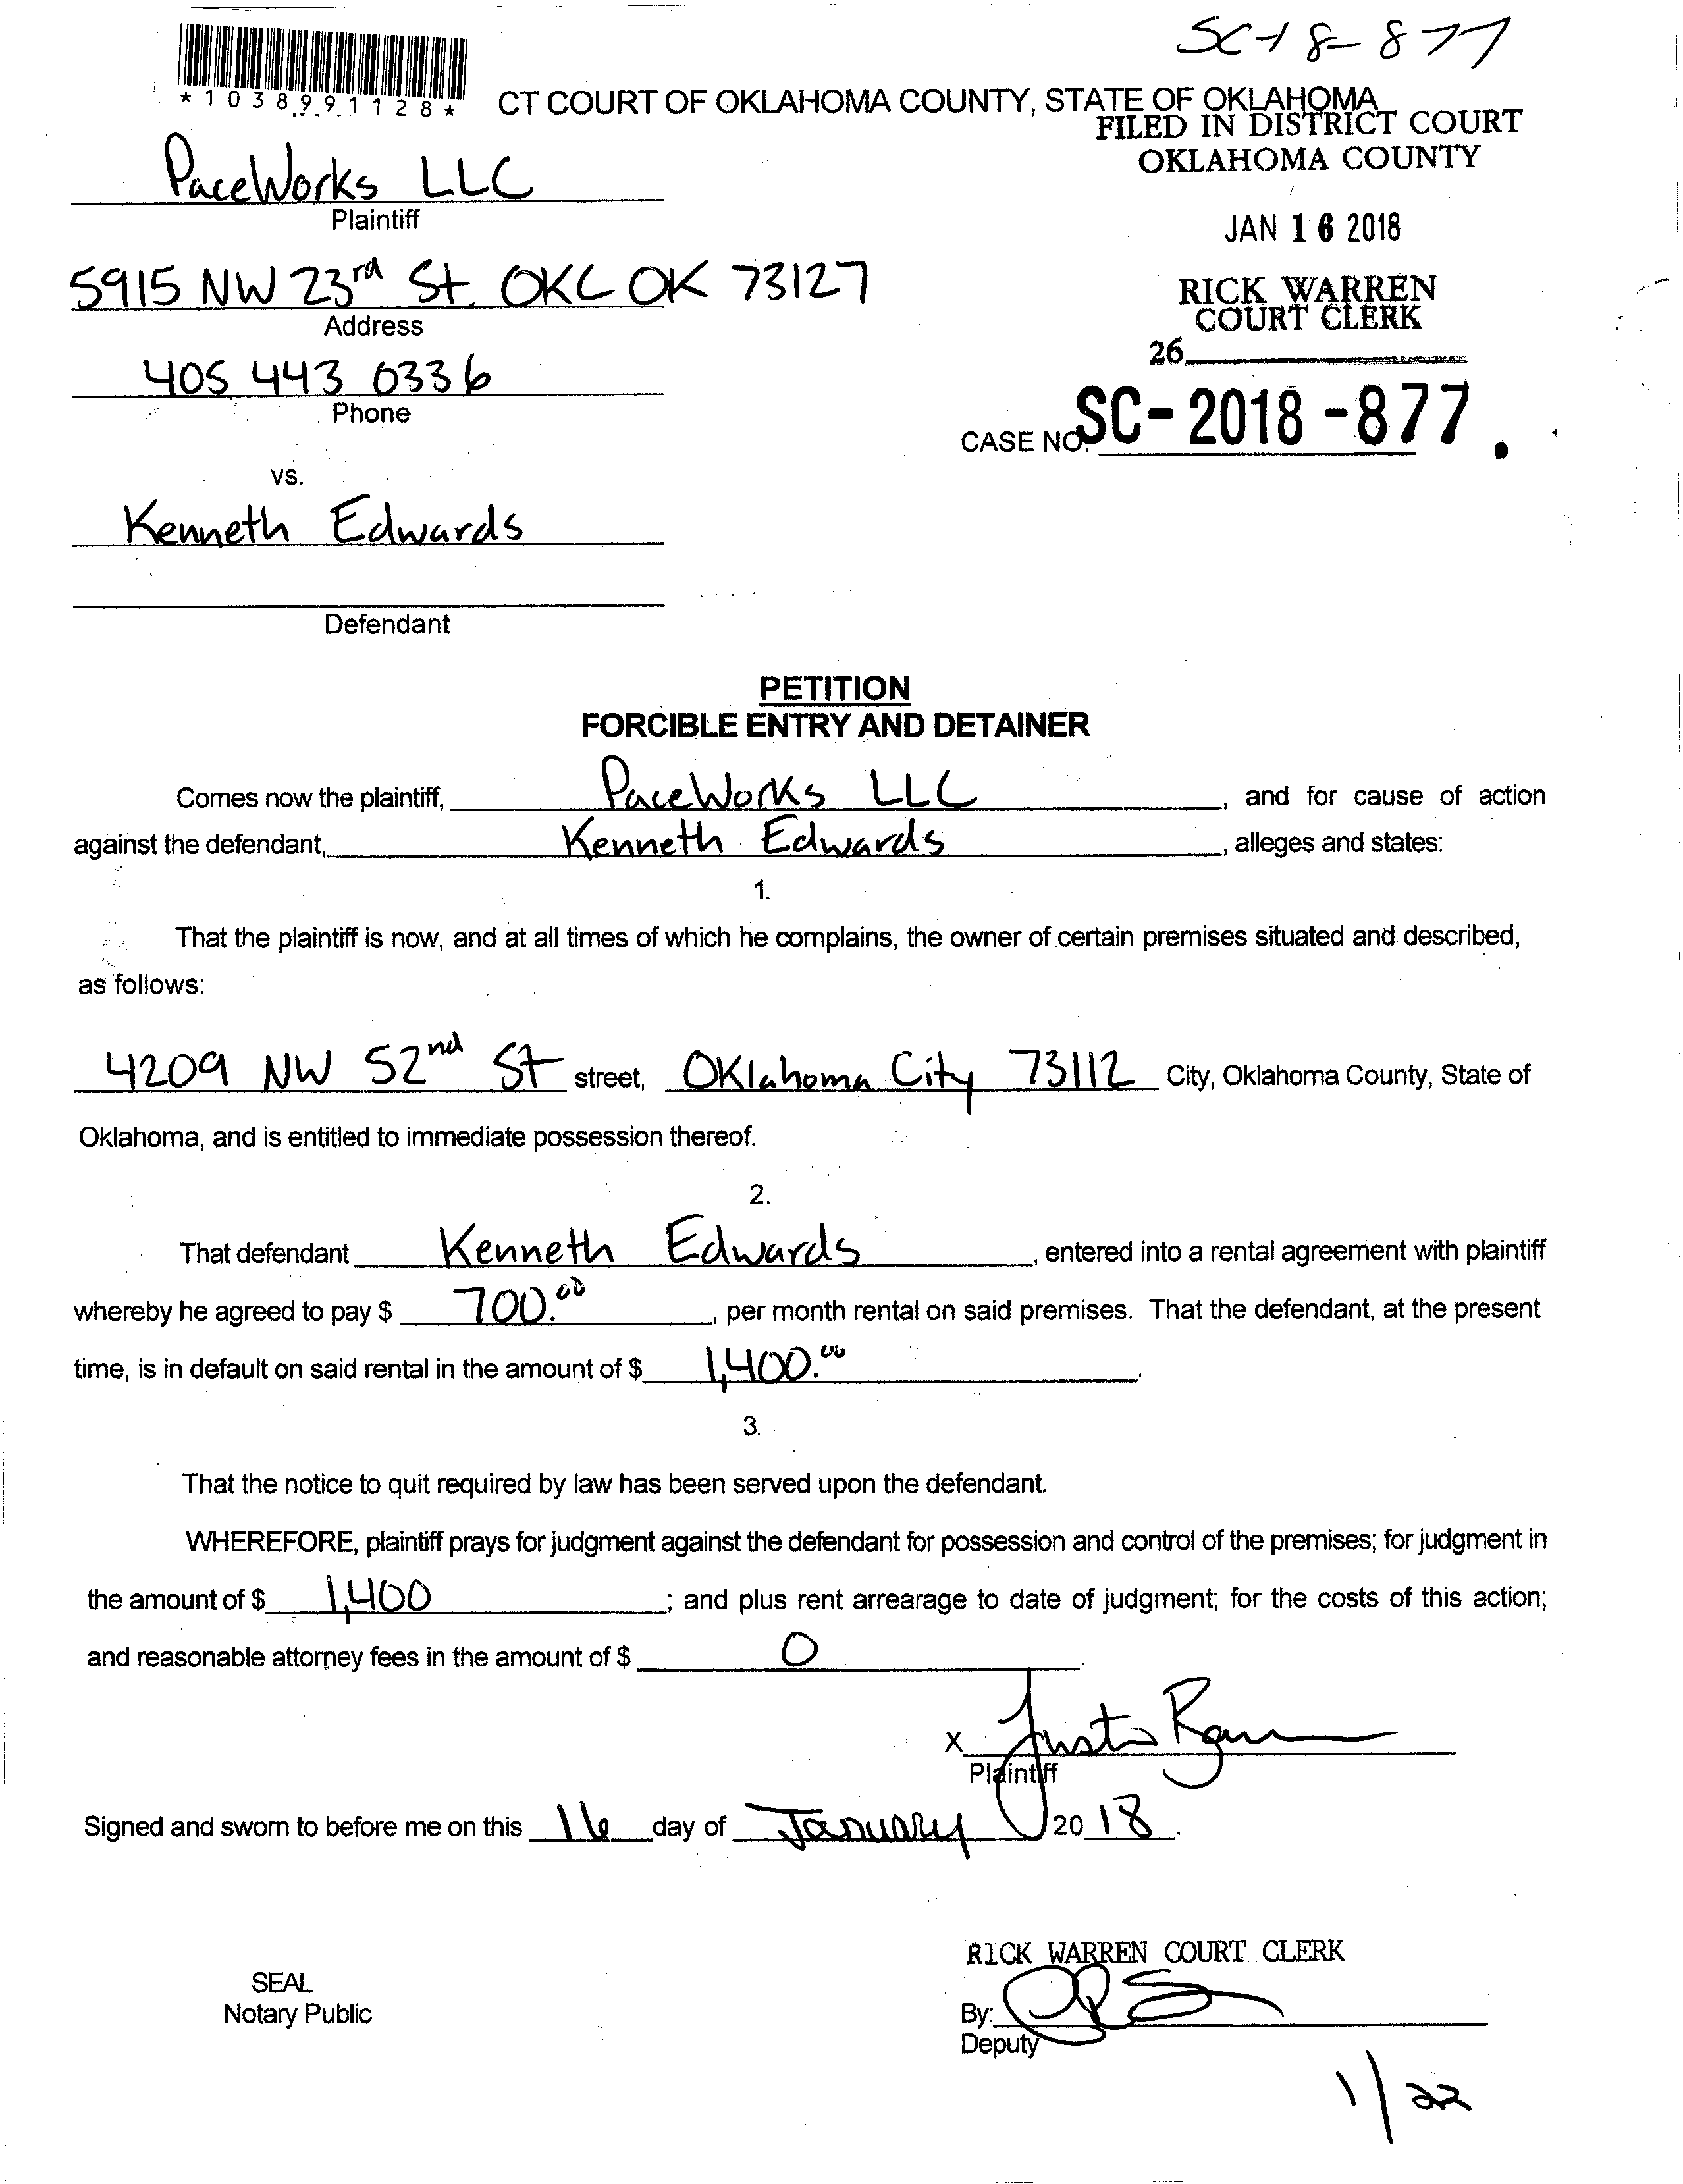 SC-18-877
*1038991128*
CT COURT OF OKLAHOMA COUNTY, STATE OF OKLAHOMA
FILED IN DISTRICT COURT
OKLAHOMA COUNTY
PaceWorks LLC
Plaintiff
JAN 16 2018
5915 NW 23rd St. OKC OK 73127
Address
RICK WARREN
COURT CLERK
405 443 0336
Phone
26
CASE NO. SC-2018-877
vs.
Kenneth Edwards
Defendant
PETITION
FORCIBLE ENTRY AND DETAINER
Comes now the plaintiff, PaceWorks LLC, and for cause of action
against the defendant, Kenneth Edwards, alleges and states:
1.
That the plaintiff is now, and at all times of which he complains, the owner of certain premises situated and described,
as follows:
4209 NW 52nd St street, Oklahoma City 73112 City, Oklahoma County, State of
Oklahoma, and is entitled to immediate possession thereof.
2.
That defendant Kenneth Edwards, entered into a rental agreement with plaintiff
whereby he agreed to pay $ 700.00, per month rental on said premises. That the defendant, at the present
time, is in default on said rental in the amount of $ 1,400.00.
3.
That the notice to quit required by law has been served upon the defendant.
WHEREFORE, plaintiff prays for judgment against the defendant for possession and control of the premises; for judgment in
the amount of $ 1,400; and plus rent arrearage to date of judgment; for the costs of this action;
and reasonable attorney fees in the amount of $ 0.
X
Plaintiff
Signed and sworn to before me on this 16 day of January 2018.
RICK WARREN COURT CLERK
SEAL
Notary Public
By:
Deputy
1/22